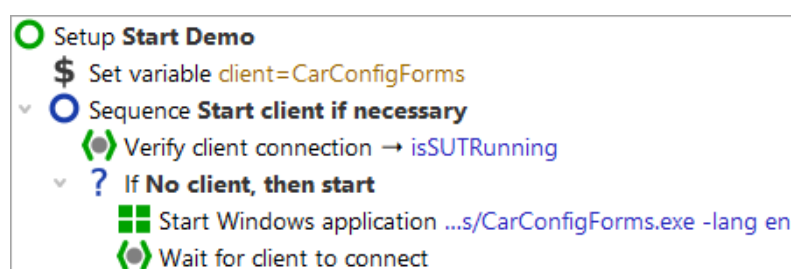 Setup Start Demo
$ Set variable client=CarConfigForms
Sequence Start client if necessary
Verify client connection → isSUTRunning
? If No client, then start
Start Windows application ...s/CarConfigForms.exe -lang en
Wait for client to connect